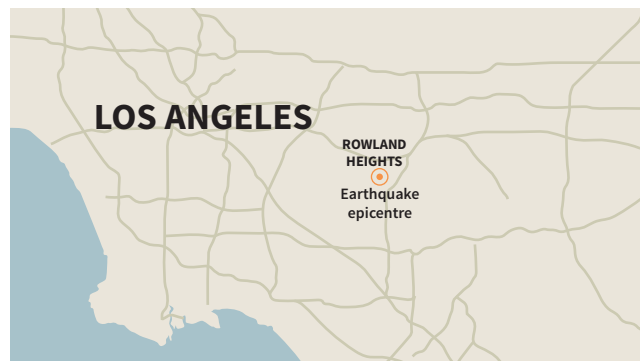 LOS ANGELES
ROWLAND
HEIGHTS
Earthquake
epicentre